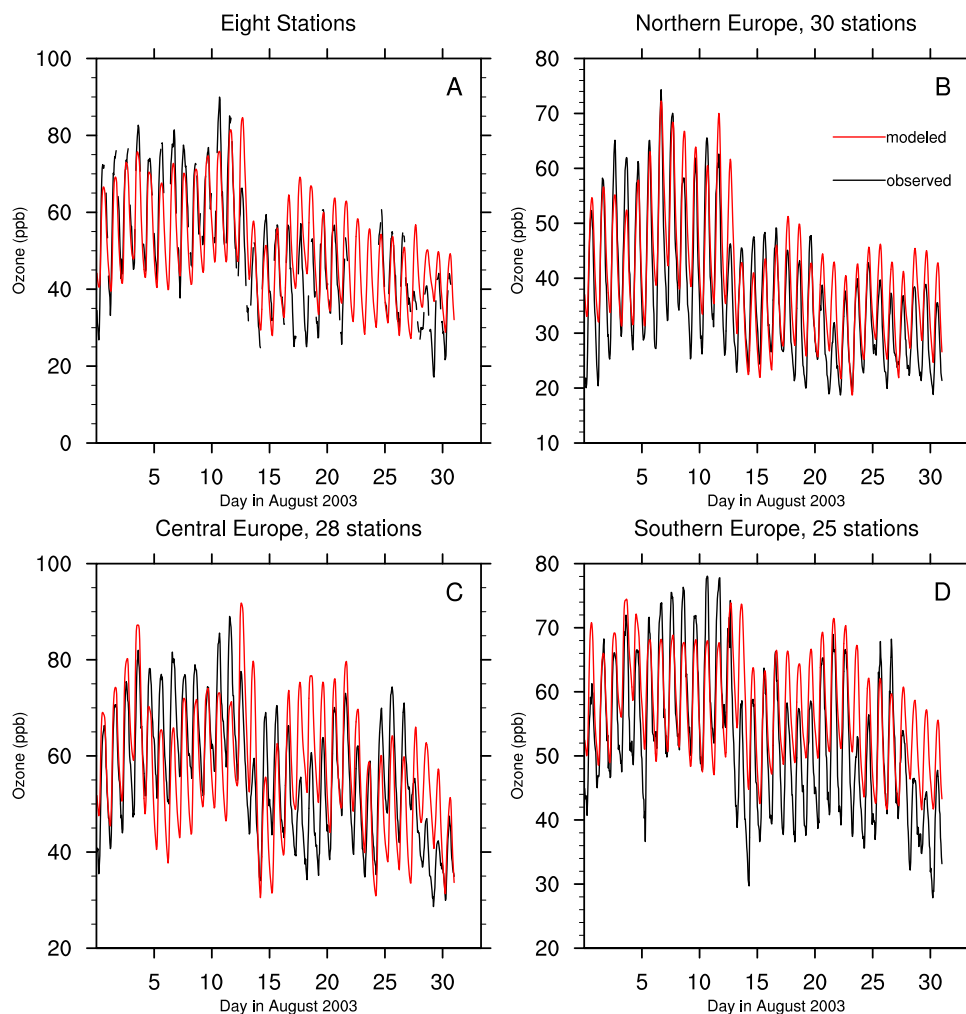 Eight Stations
Northern Europe, 30 stations
100
80
60
40
20
0
Ozone (ppb)
A
5 10 15 20 25 30
Day in August 2003
80
70
60
50
40
30
20
10
Ozone (ppb)
B
modeled
observed
5 10 15 20 25 30
Day in August 2003
Central Europe, 28 stations
Southern Europe, 25 stations
100
80
60
40
20
Ozone (ppb)
C
5 10 15 20 25 30
Day in August 2003
80
70
60
50
40
30
20
Ozone (ppb)
D
5 10 15 20 25 30
Day in August 2003